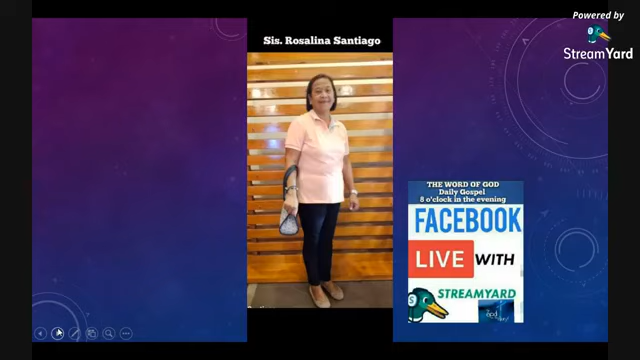 Powered by
StreamYard
Sis. Rosalina Santiago
THE WORD OF GOD
Daily Gospel
8 o'clock in the evening
FACEBOOK
LIVE WITH
STREAMYARD